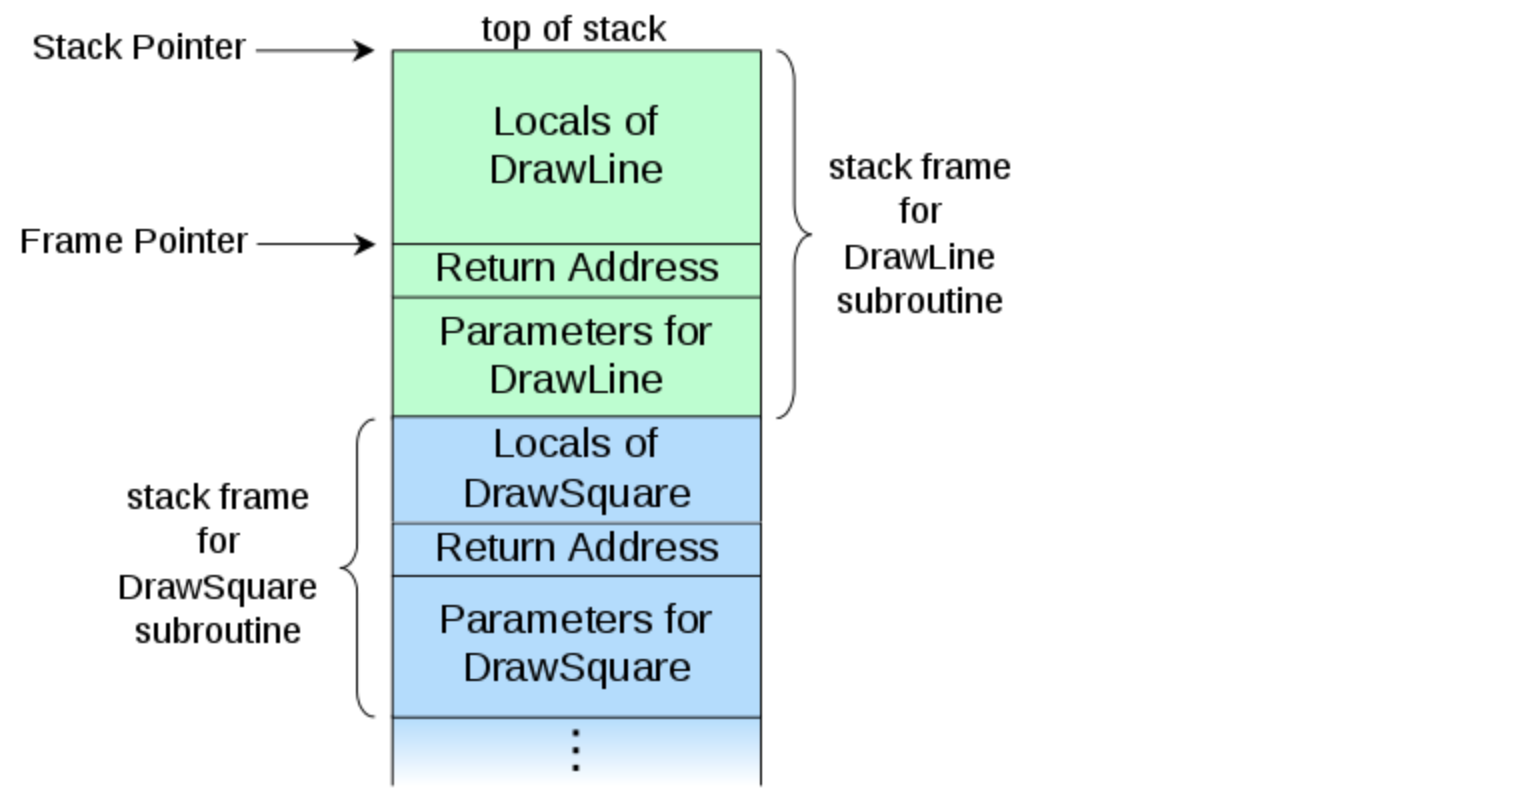 top of stack
Stack Pointer
Locals of
DrawLine
stack frame
for
DrawLine
subroutine
Frame Pointer
Return Address
Parameters for
DrawLine
Locals of
DrawSquare
stack frame
for
DrawSquare
subroutine
Return Address
Parameters for
DrawSquare